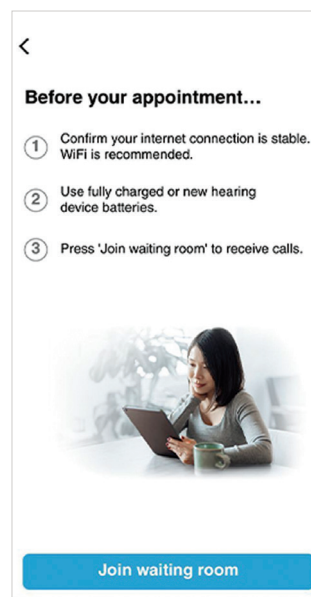 Before your appointment...
1 Confirm your internet connection is stable.
WiFi is recommended.
2 Use fully charged or new hearing
device batteries.
3 Press 'Join waiting room' to receive calls.
Join waiting room